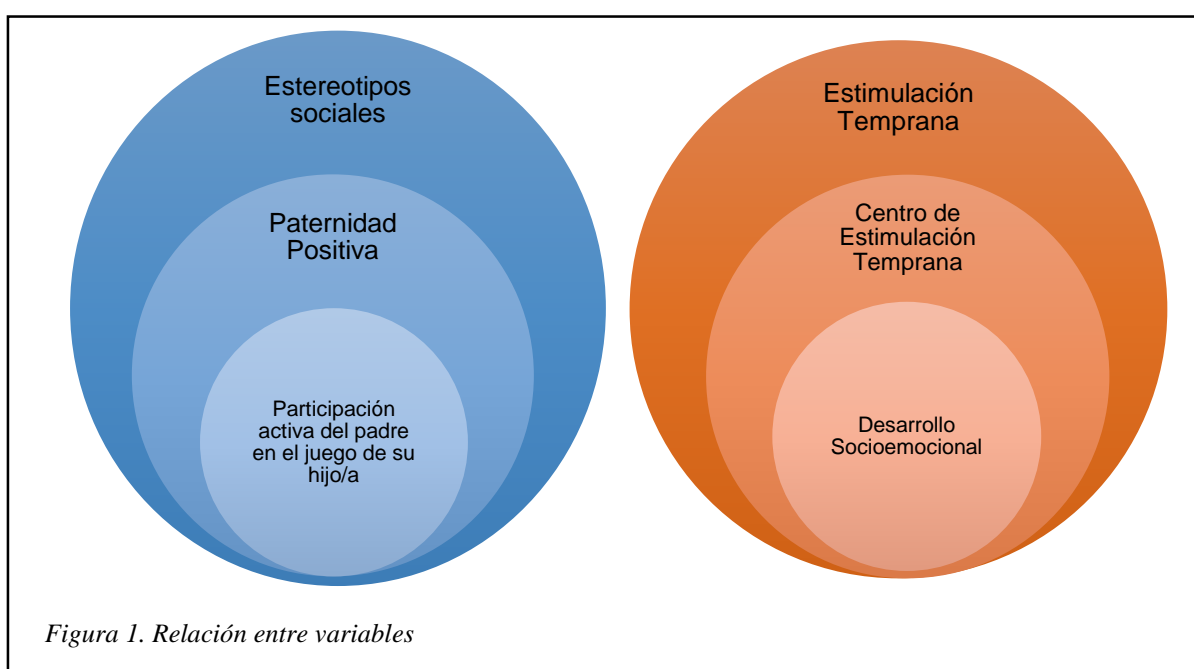 Estereotipos
sociales
Paternidad
Positiva
Participación
activa del padre
en el juego de su
hijo/a
Estimulación
Temprana
Centro de
Estimulación
Temprana
Desarrollo
Socioemocional
Figura 1. Relación entre variables